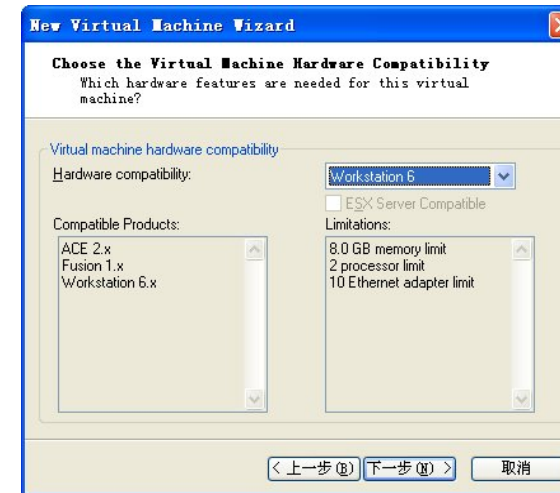 New Virtual Machine Wizard
Choose the Virtual Machine Hardware Compatibility
Which hardware features are needed for this virtual
machine?
Virtual machine hardware compatibility
Hardware compatibility:
Workstation 6
ESX Server Compatible
Compatible Products:
ACE 2.x
Fusion 1.x
Workstation 6.x
Limitations:
8.0 GB memory limit
2 processor limit
10 Ethernet adapter limit
< 上一步(B) 下一步(N) > 取消